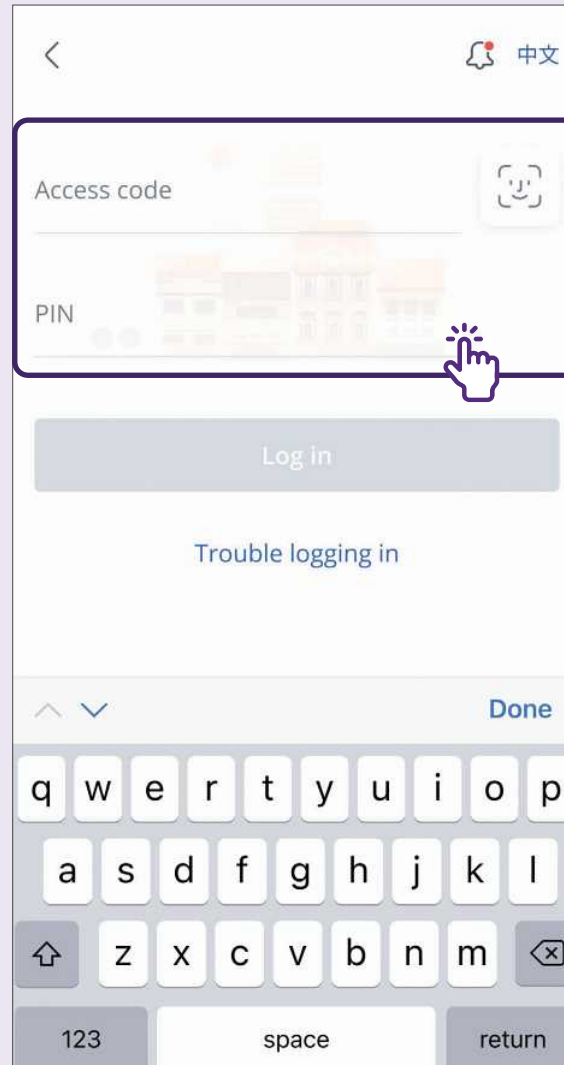 中文
Access code
PIN
Log in
Trouble logging in
Done
q w e r t y u i o p
a s d f g h j k l
z x c v b n m
123 space return